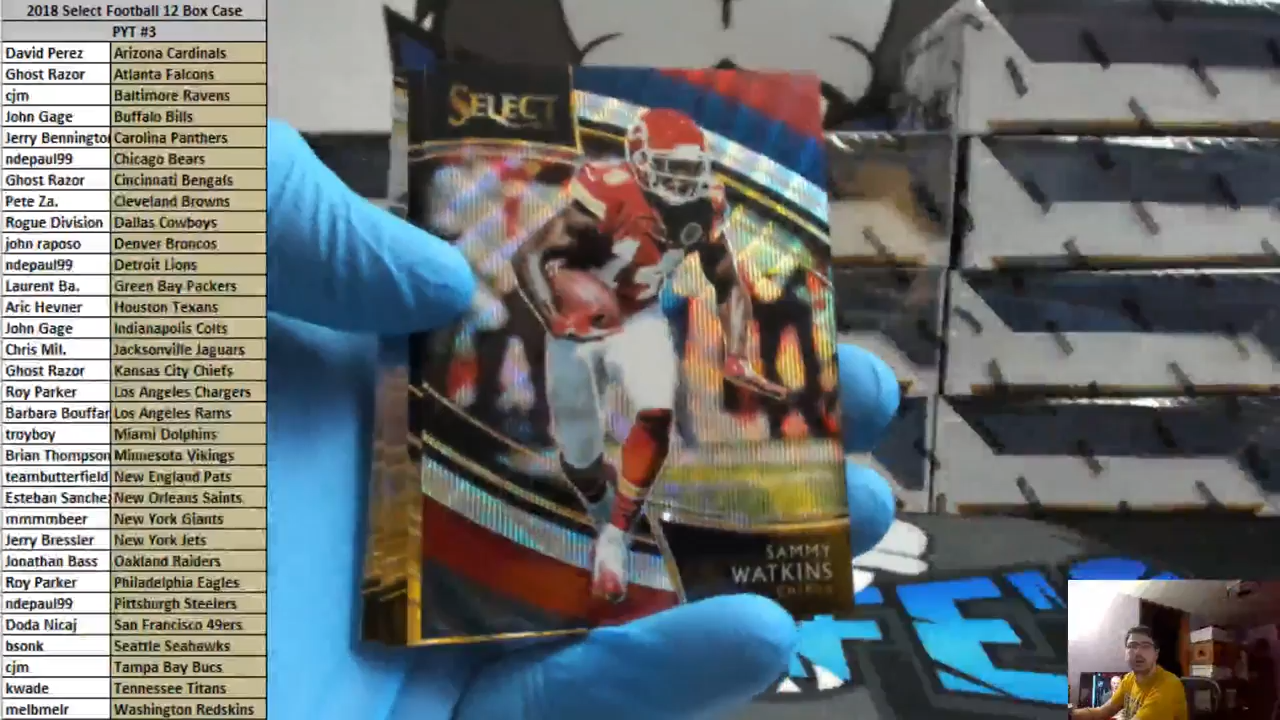 2018 Select Football 12 Box Case
PYT #3
David Perez Arizona Cardinals
Ghost Razor Atlanta Falcons
cjm Baltimore Ravens
John Gage Buffalo Bills
Jerry Bennington Carolina Panthers
ndepaul99 Chicago Bears
Ghost Razor Cincinnati Bengals
Pete Za. Cleveland Browns
Rogue Division Dallas Cowboys
john raposo Denver Broncos
ndepaul99 Detroit Lions
Laurent Ba. Green Bay Packers
Aric Hevner Houston Texans
John Gage Indianapolis Colts
Chris Mil. Jacksonville Jaguars
Ghost Razor Kansas City Chiefs
Roy Parker Los Angeles Chargers
Barbara Bouffar Los Angeles Rams
troyboy Miami Dolphins
Brian Thompson Minnesota Vikings
teambutterfield New England Pats
Esteban Sanchez New Orleans Saints
mmmmbeer New York Giants
Jerry Bressler New York Jets
Jonathan Bass Oakland Raiders
Roy Parker Philadelphia Eagles
ndepaul99 Pittsburgh Steelers
Doda Nicaj San Francisco 49ers
bsonk Seattle Seahawks
cjm Tampa Bay Bucs
kwade Tennessee Titans
melbmelr Washington Redskins
SELECT
SAMMY
WATKINS
CHIEFS